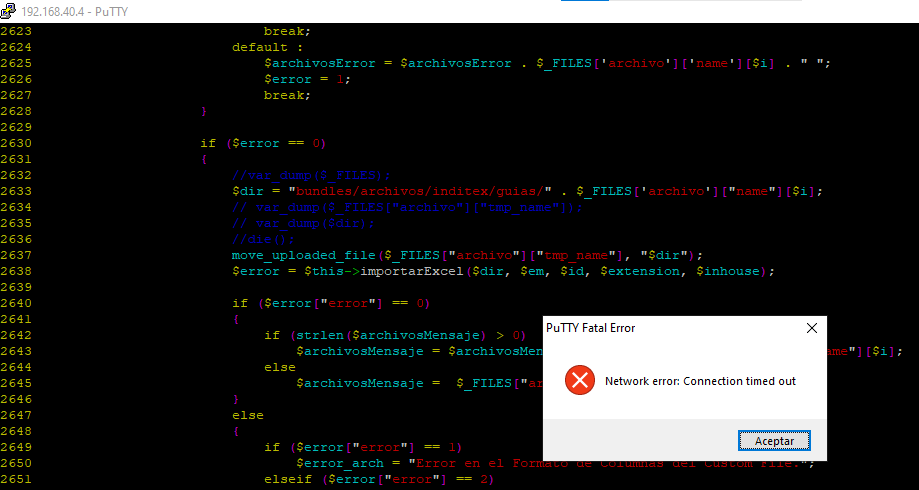 192.168.40.4 - PuTTY
2623 break;
2624 default :
2625 $archivosError = $archivosError . $_FILES['archivo']['name'][$i] . " ";
2626 $error = 1;
2627 break;
2628 }
2629
2630 if ($error == 0)
2631 {
2632 //var_dump($_FILES);
2633 $dir = "bundles/archivos/inditex/guias/" . $_FILES['archivo']["name"][$i];
2634 // var_dump($_FILES["archivo"]["tmp_name"]);
2635 // var_dump($dir);
2636 //die();
2637 move_uploaded_file($_FILES["archivo"]["tmp_name"], "$dir");
2638 $error = $this->importarExcel($dir, $em, $id, $extension, $inhouse);
2639
2640 if ($error["error"] == 0)
2641 {
2642 if (strlen($archivosMensaje) > 0)
2643 $archivosMensaje = $archivosMen ame"][$i];
2644 else
2645 $archivosMensaje = $_FILES["ar
2646 }
2647 else
2648 {
2649 if ($error["error"] == 1)
2650 $error_arch = "Error en el Formato de Columnas del Custom File.";
2651 elseif ($error["error"] == 2)
PuTTY Fatal Error
Network error: Connection timed out
Aceptar